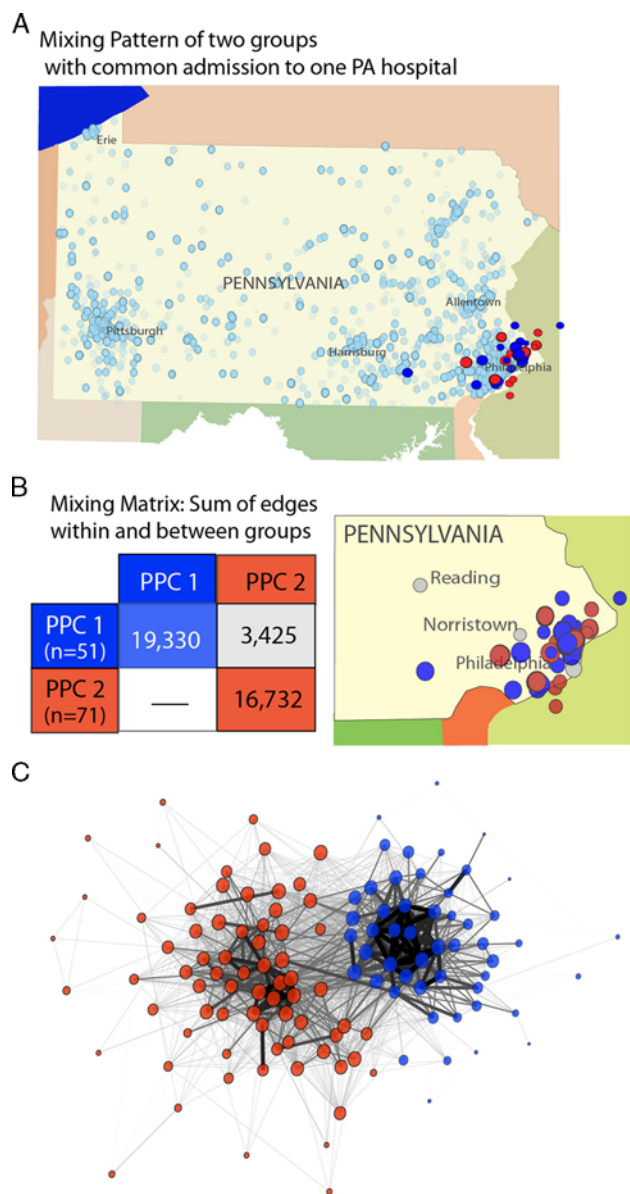 A
Mixing Pattern of two groups
with common admission to one PA hospital
Erie
PENNSYLVANIA
Allentown
Pittsburgh
Harrisburg
Philadelphia
B
Mixing Matrix: Sum of edges
within and between groups
PPC 1 PPC 2
PPC 1
(n=51) 19,330 3,425
PPC 2
(n=71) — 16,732
PENNSYLVANIA
Reading
Norristown
Philadelphia
C